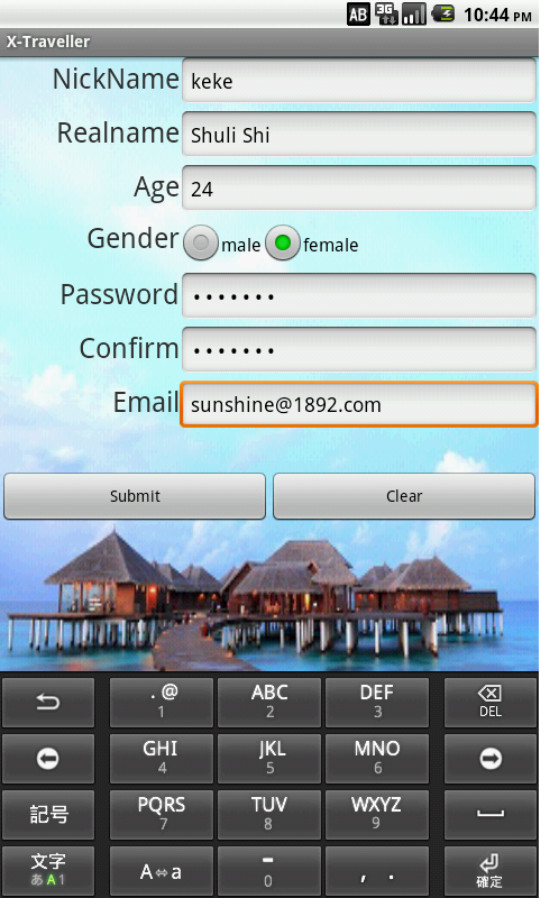 AB 3G 10:44 PM
X-Traveller
NickName keke
Realname Shuli Shi
Age 24
Gender male female
Password •••••••
Confirm •••••••
Email sunshine@1892.com
Submit Clear
. @ ABC DEF
1 2 3 DEL
GHI JKL MNO
4 5 6
記号 PQRS TUV WXYZ
7 8 9
文字 A⇔a - , .
あA1 0 確定